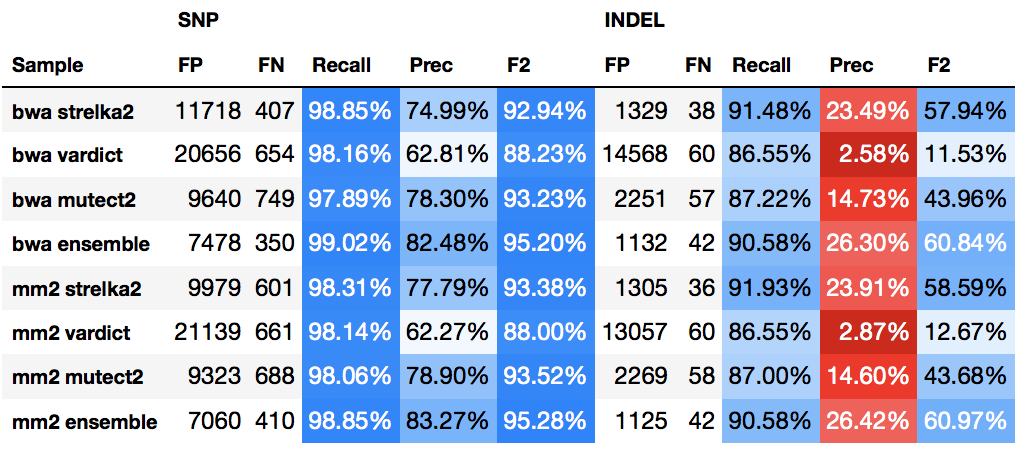 SNP INDEL
Sample FP FN Recall Prec F2 FP FN Recall Prec F2
bwa strelka2 11718 407 98.85% 74.99% 92.94% 1329 38 91.48% 23.49% 57.94%
bwa vardict 20656 654 98.16% 62.81% 88.23% 14568 60 86.55% 2.58% 11.53%
bwa mutect2 9640 749 97.89% 78.30% 93.23% 2251 57 87.22% 14.73% 43.96%
bwa ensemble 7478 350 99.02% 82.48% 95.20% 1132 42 90.58% 26.30% 60.84%
mm2 strelka2 9979 601 98.31% 77.79% 93.38% 1305 36 91.93% 23.91% 58.59%
mm2 vardict 21139 661 98.14% 62.27% 88.00% 13057 60 86.55% 2.87% 12.67%
mm2 mutect2 9323 688 98.06% 78.90% 93.52% 2269 58 87.00% 14.60% 43.68%
mm2 ensemble 7060 410 98.85% 83.27% 95.28% 1125 42 90.58% 26.42% 60.97%